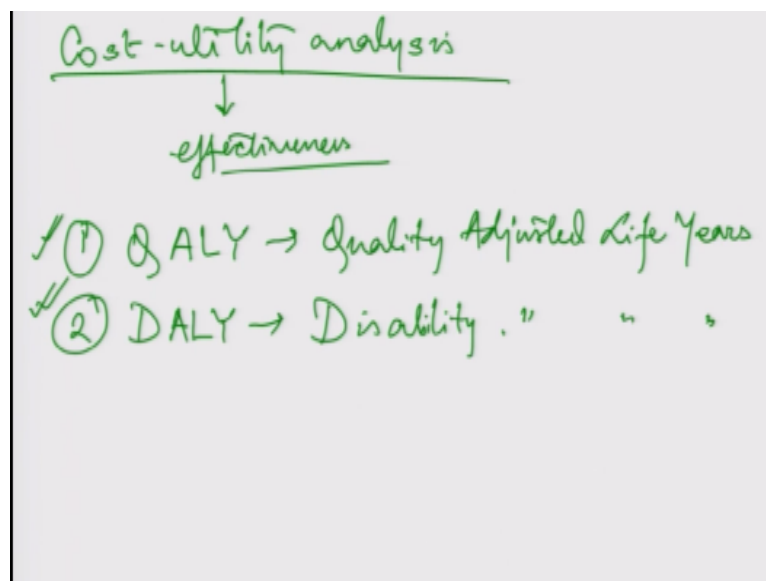 Cost-utility analysis
↓
effectiveness
✓ ① QALY → Quality Adjusted Life Years
✓ ② DALY → Disability . " " "